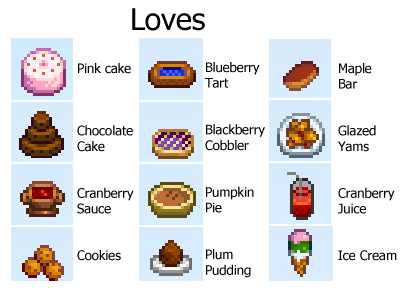 Loves
Pink cake
Blueberry
Tart
Maple
Bar
Chocolate
Cake
Blackberry
Cobbler
Glazed
Yams
Cranberry
Sauce
Pumpkin
Pie
Cranberry
Juice
Cookies
Plum
Pudding
Ice Cream